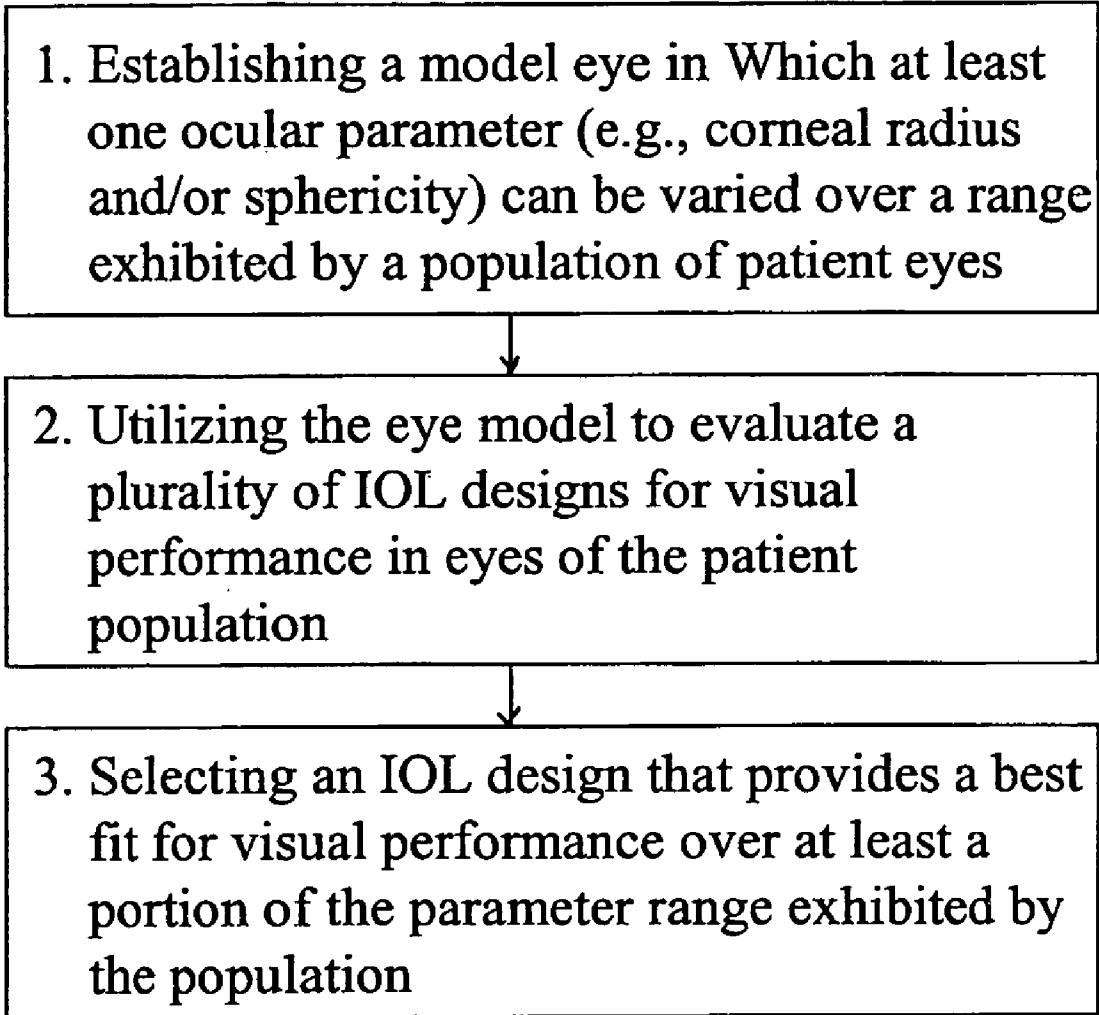 1. Establishing a model eye in Which at least
one ocular parameter (e.g., corneal radius
and/or sphericity) can be varied over a range
exhibited by a population of patient eyes
2. Utilizing the eye model to evaluate a
plurality of IOL designs for visual
performance in eyes of the patient
population
3. Selecting an IOL design that provides a best
fit for visual performance over at least a
portion of the parameter range exhibited by
the population